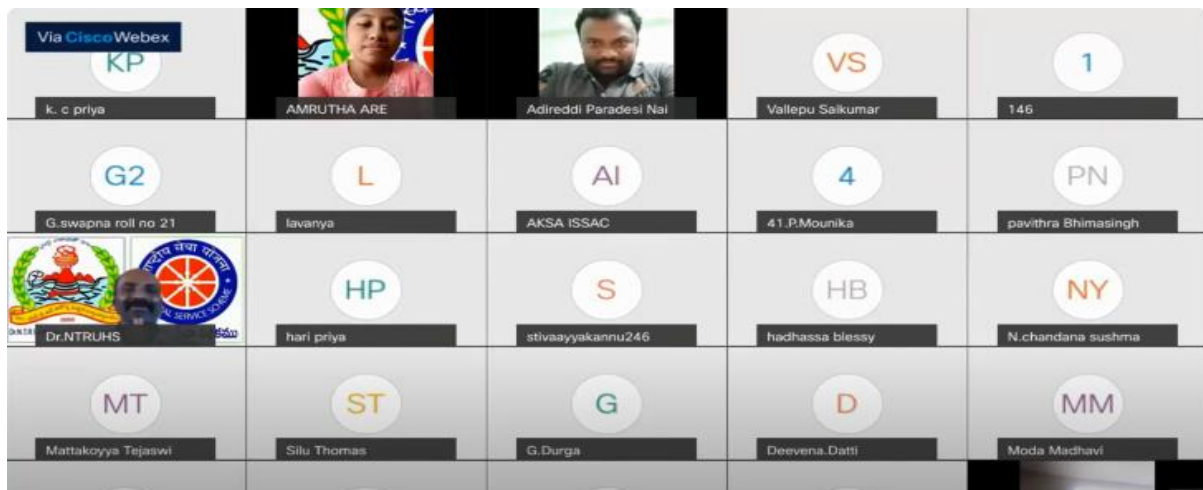 Via Cisco Webex
KP
k. c priya
AMRUTHA ARE
Adireddi Paradesi Nai
VS
Vallepu Saikumar
1
146
G2
G.swapna roll no 21
L
lavanya
AI
AKSA ISSAC
4
41.P.Mounika
PN
pavithra Bhimasingh
Dr.NTRUHS
HP
hari priya
S
stivaayyakannu246
HB
hadhassa blessy
NY
N.chandana sushma
MT
Mattakoyya Tejaswi
ST
Silu Thomas
G
G.Durga
D
Deevena.Datti
MM
Moda Madhavi